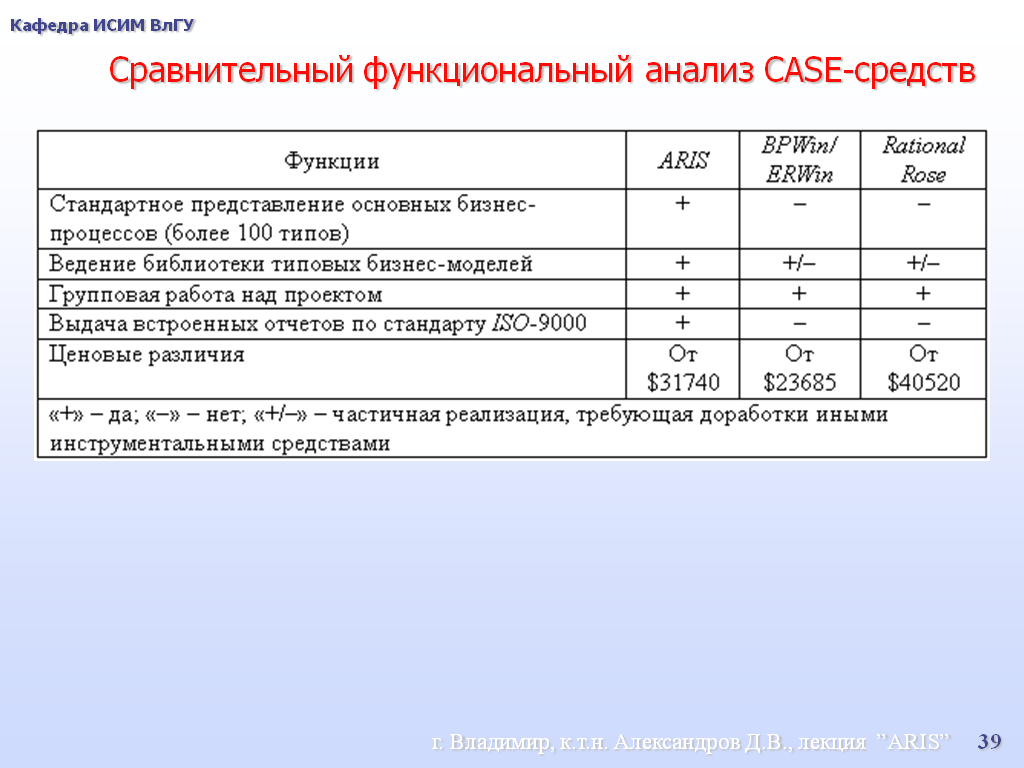 Кафедра ИСИМ ВлГУ
Сравнительный функциональный анализ CASE-средств
Функции ARIS BPWin/ ERWin Rational Rose
Стандартное представление основных бизнес- + – –
процессов (более 100 типов)
Ведение библиотеки типовых бизнес-моделей + +/– +/–
Групповая работа над проектом + + +
Выдача встроенных отчетов по стандарту ISO-9000 + – –
Ценовые различия От От От
$31740 $23685 $40520
«+» – да; «–» – нет; «+/–» – частичная реализация, требующая доработки иными
инструментальными средствами
г. Владимир, к.т.н. Александров Д.В., лекция ”ARIS” 39